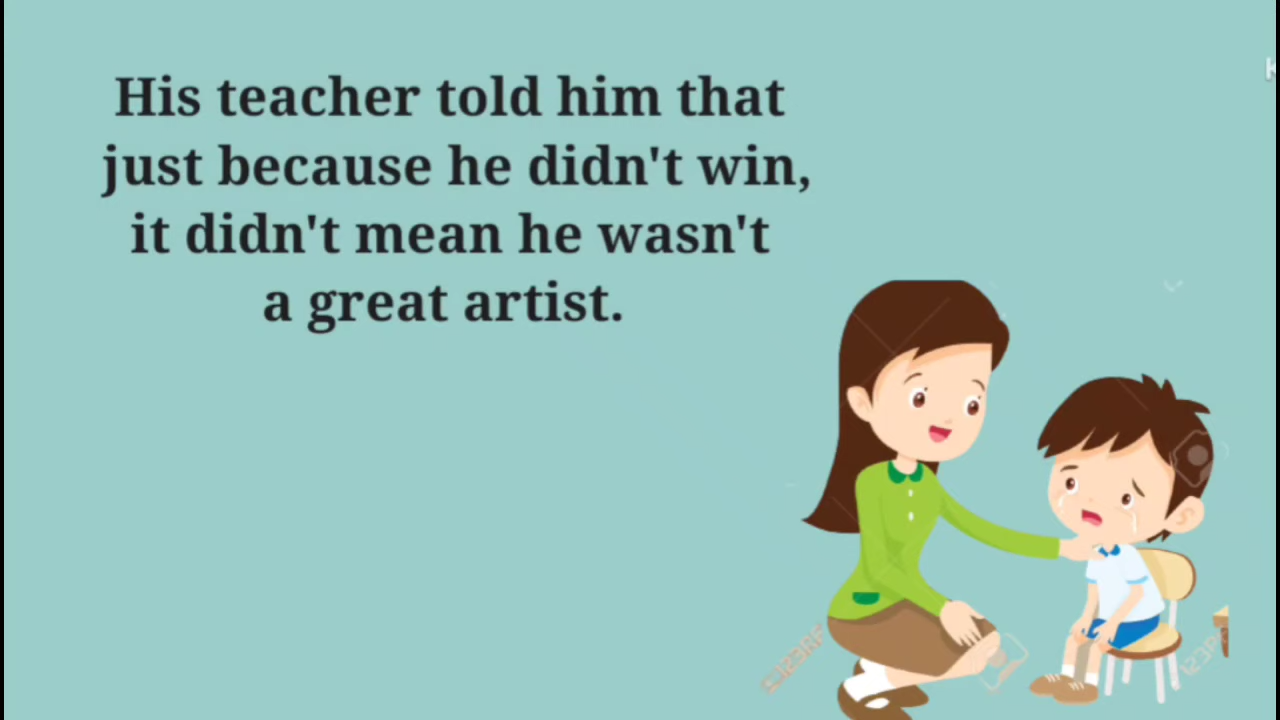 His teacher told him that
just because he didn't win,
it didn't mean he wasn't
a great artist.